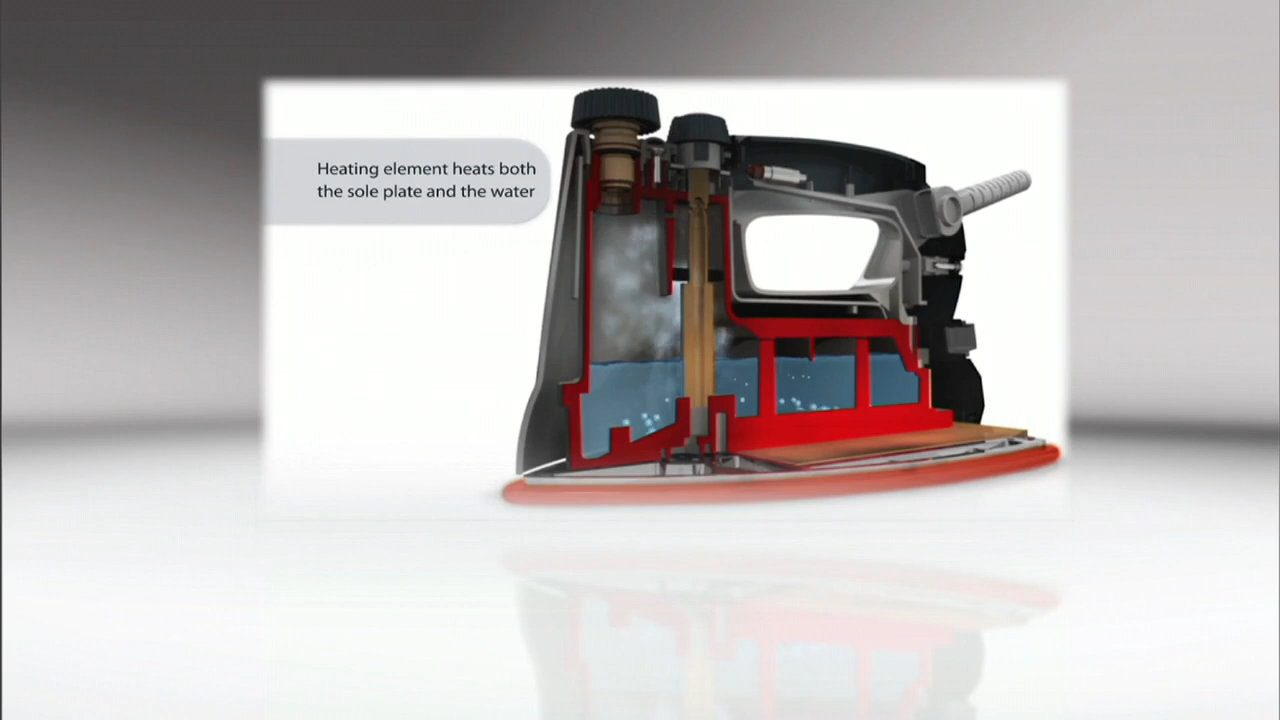 Heating element heats both
the sole plate and the water